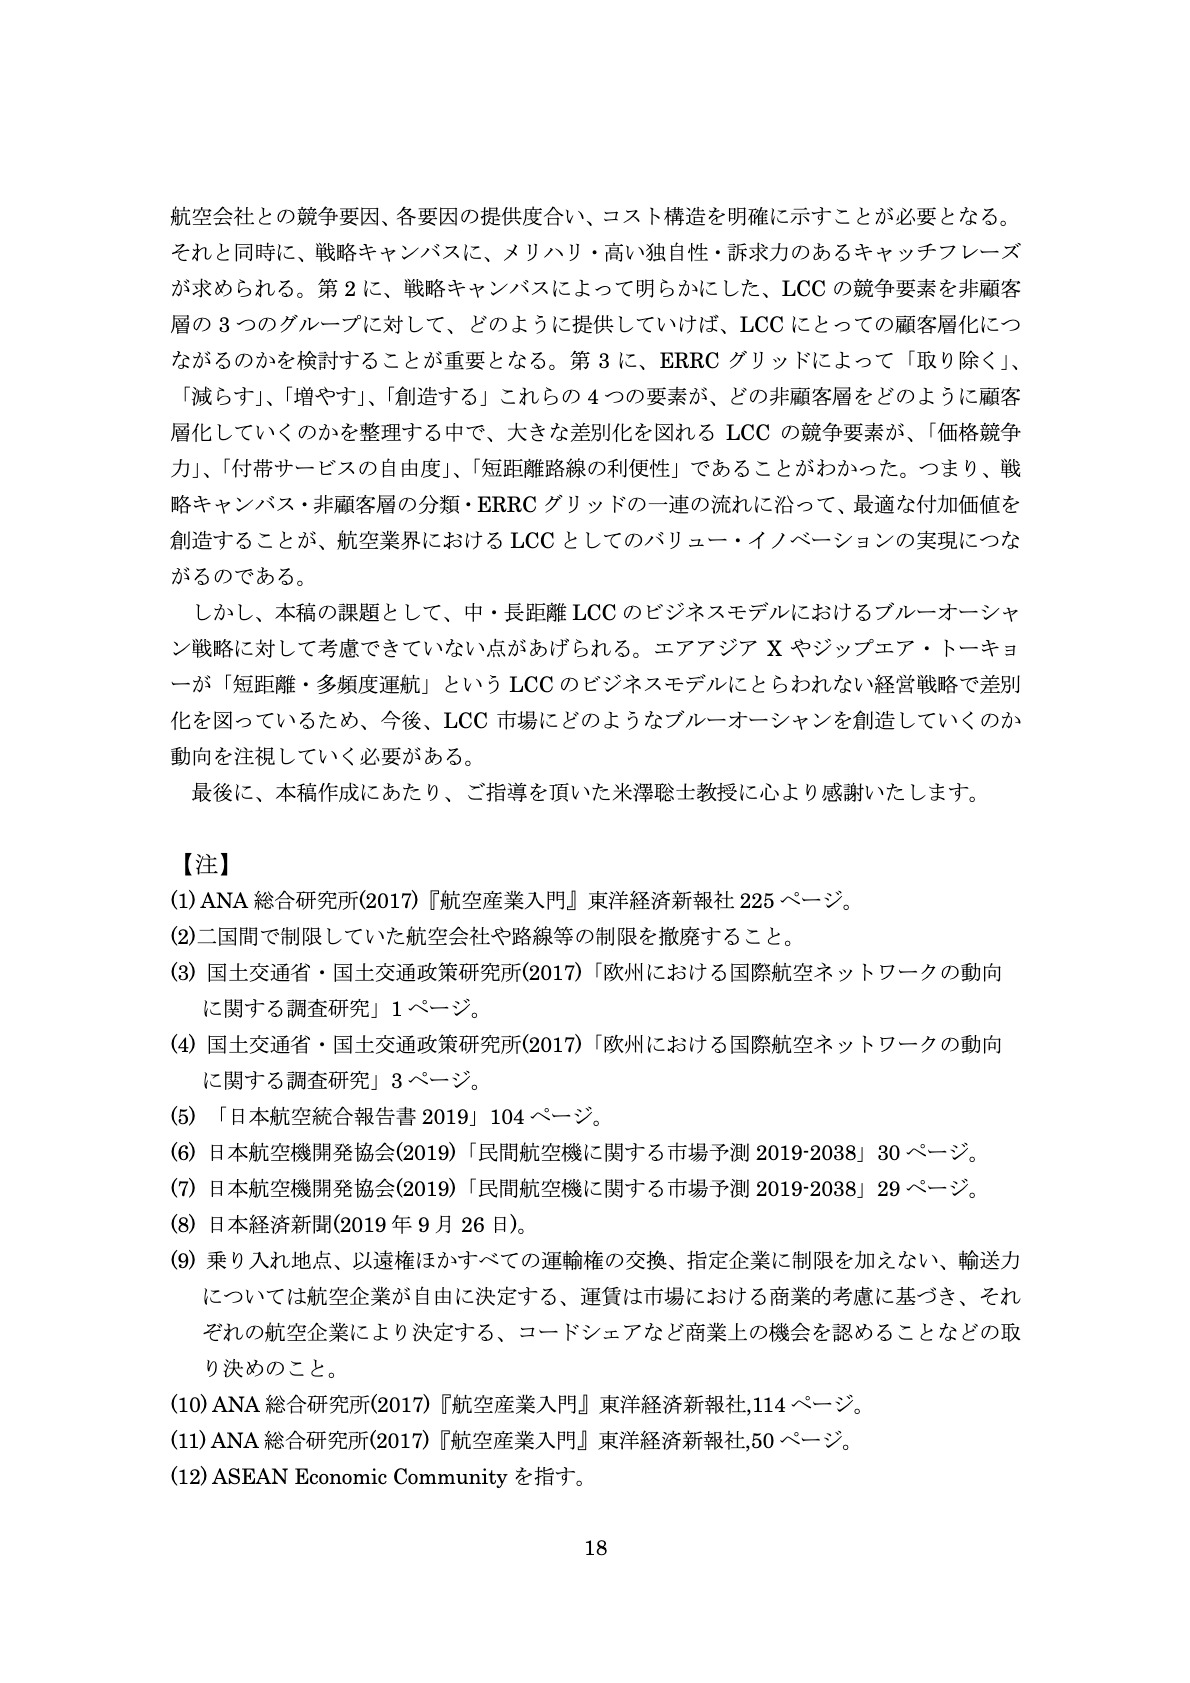 航空会社との競争要因、各要因の提供度合い、コスト構造を明確に示すことが必要となる。
それと同時に、戦略キャンバスに、メリハリ・高い独自性・訴求力のあるキャッチフレーズ
が求められる。第 2 に、戦略キャンバスによって明らかにした、LCC の競争要素を非顧客
層の 3 つのグループに対して、どのように提供していけば、LCC にとっての顧客層化につ
ながるのかを検討することが重要となる。第 3 に、ERRC グリッドによって「取り除く」、
「減らす」、「増やす」、「創造する」これらの 4 つの要素が、どの非顧客層をどのように顧客
層化していくのかを整理する中で、大きな差別化を図れる LCC の競争要素が、「価格競争
力」、「付帯サービスの自由度」、「短距離路線の利便性」であることがわかった。つまり、戦
略キャンバス・非顧客層の分類・ERRC グリッドの一連の流れに沿って、最適な付加価値を
創造することが、航空業界における LCC としてのバリュー・イノベーションの実現につな
がるのである。
しかし、本稿の課題として、中・長距離 LCC のビジネスモデルにおけるブルーオーシャ
ン戦略に対して考慮できていない点があげられる。エアアジア X やジップエア・トーキョ
ーが「短距離・多頻度運航」という LCC のビジネスモデルにとらわれない経営戦略で差別
化を図っているため、今後、LCC 市場にどのようなブルーオーシャンを創造していくのか
動向を注視していく必要がある。
最後に、本稿作成にあたり、ご指導を頂いた米澤聡士教授に心より感謝いたします。
【注】
(1) ANA 総合研究所(2017)『航空産業入門』東洋経済新報社 225 ページ。
(2)二国間で制限していた航空会社や路線等の制限を撤廃すること。
(3) 国土交通省・国土交通政策研究所(2017)「欧州における国際航空ネットワークの動向
に関する調査研究」1 ページ。
(4) 国土交通省・国土交通政策研究所(2017)「欧州における国際航空ネットワークの動向
に関する調査研究」3 ページ。
(5) 「日本航空統合報告書 2019」104 ページ。
(6) 日本航空機開発協会(2019)「民間航空機に関する市場予測 2019-2038」30 ページ。
(7) 日本航空機開発協会(2019)「民間航空機に関する市場予測 2019-2038」29 ページ。
(8) 日本経済新聞(2019 年 9 月 26 日)。
(9) 乗り入れ地点、以遠権ほかすべての運輸権の交換、指定企業に制限を加えない、輸送力
については航空企業が自由に決定する、運賃は市場における商業的考慮に基づき、それ
ぞれの航空企業により決定する、コードシェアなど商業上の機会を認めることなどの取
り決めのこと。
(10) ANA 総合研究所(2017)『航空産業入門』東洋経済新報社,114 ページ。
(11) ANA 総合研究所(2017)『航空産業入門』東洋経済新報社,50 ページ。
(12) ASEAN Economic Community を指す。
18